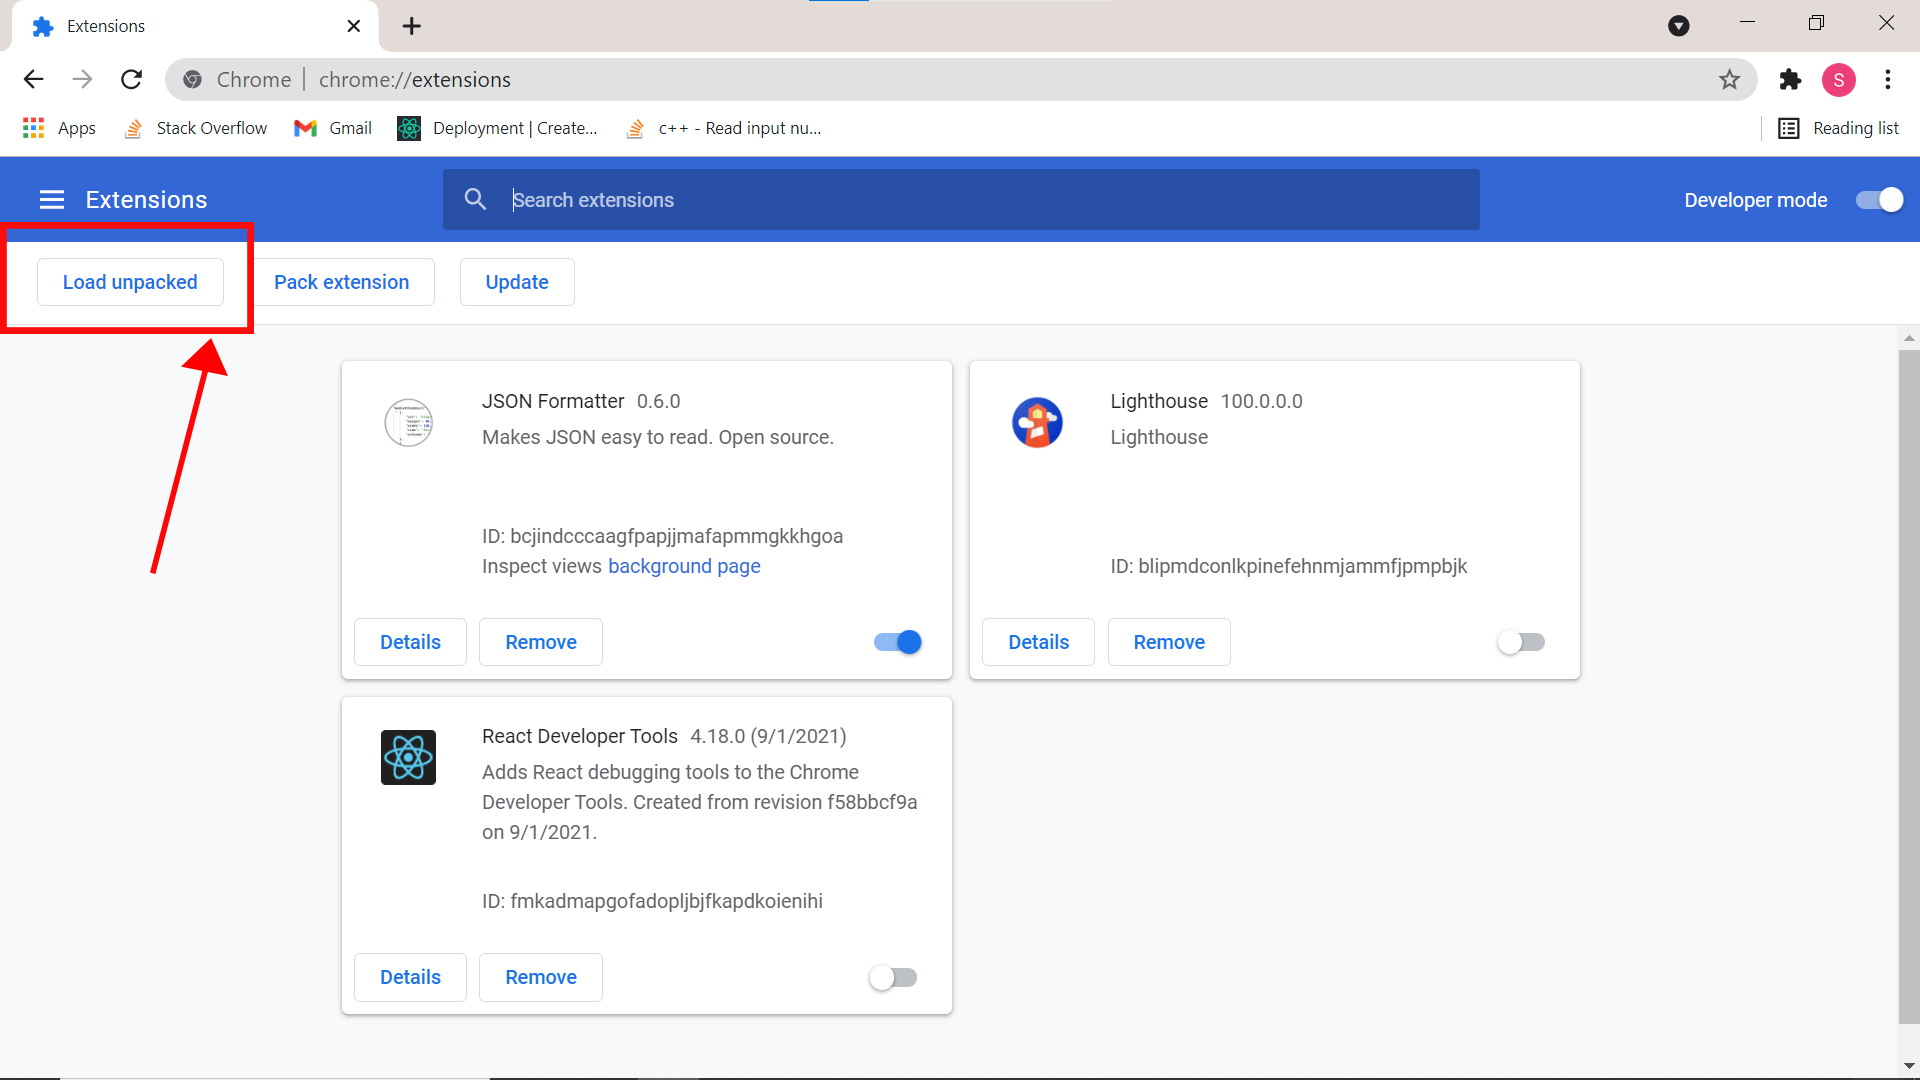 Extensions
Chrome | chrome://extensions
S
Apps
Stack Overflow
Gmail
Deployment | Create...
c++ - Read input nu...
Reading list
Extensions
Search extensions
Developer mode
Load unpacked
Pack extension
Update
JSON Formatter 0.6.0
Makes JSON easy to read. Open source.
ID: bcjindcccaagfpapjjmafapmmgkkhgoa
Inspect views background page
Details
Remove
Lighthouse 100.0.0.0
Lighthouse
ID: blipmdconlkpinefehnmjammfjpmpbjk
Details
Remove
React Developer Tools 4.18.0 (9/1/2021)
Adds React debugging tools to the Chrome
Developer Tools. Created from revision f58bbcf9a
on 9/1/2021.
ID: fmkadmapgofadopljbjfkapdkoienihi
Details
Remove